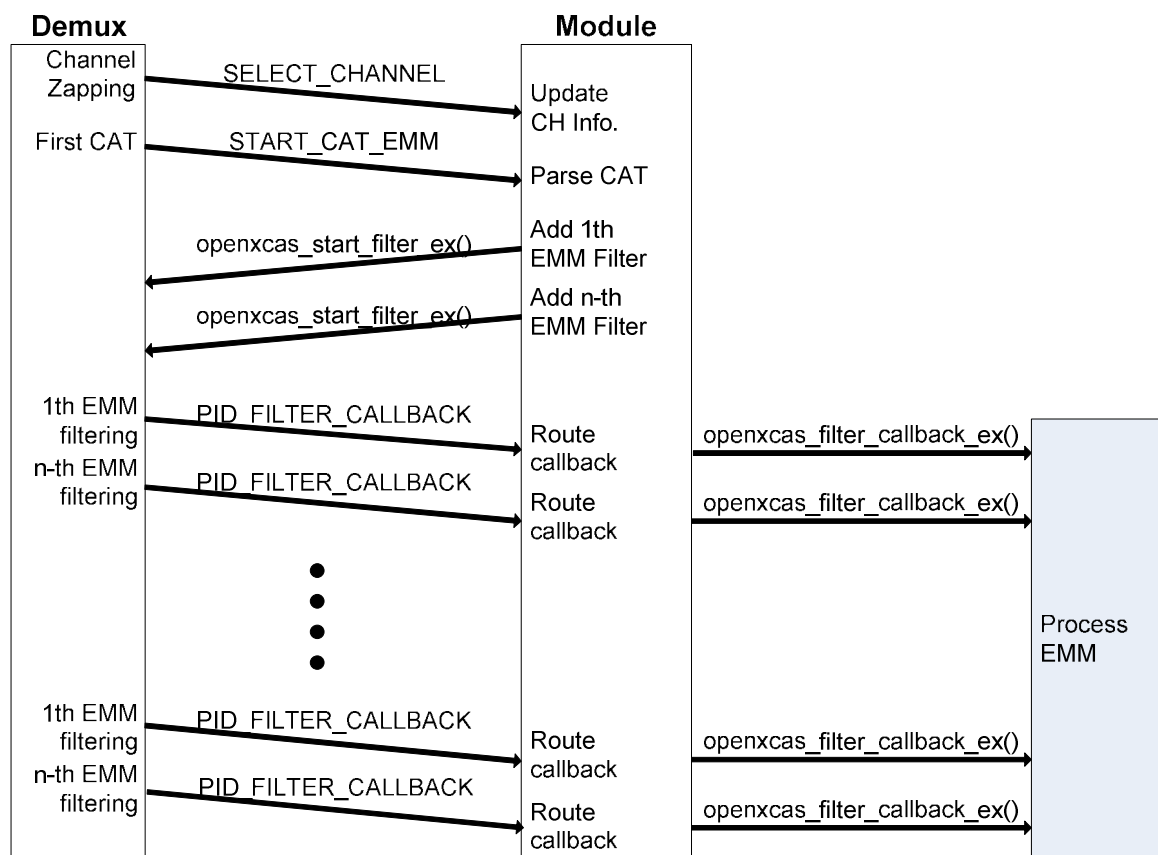 Demux
Module
Channel
Zapping
SELECT_CHANNEL
Update
CH Info.
First CAT
START_CAT_EMM
Parse CAT
openxcas_start_filter_ex()
Add 1th
EMM Filter
openxcas_start_filter_ex()
Add n-th
EMM Filter
1th EMM
filtering
PID_FILTER_CALLBACK
Route
callback
openxcas_filter_callback_ex()
n-th EMM
filtering
PID_FILTER_CALLBACK
Route
callback
openxcas_filter_callback_ex()
Process
EMM
1th EMM
filtering
PID_FILTER_CALLBACK
Route
callback
openxcas_filter_callback_ex()
n-th EMM
filtering
PID_FILTER_CALLBACK
Route
callback
openxcas_filter_callback_ex()